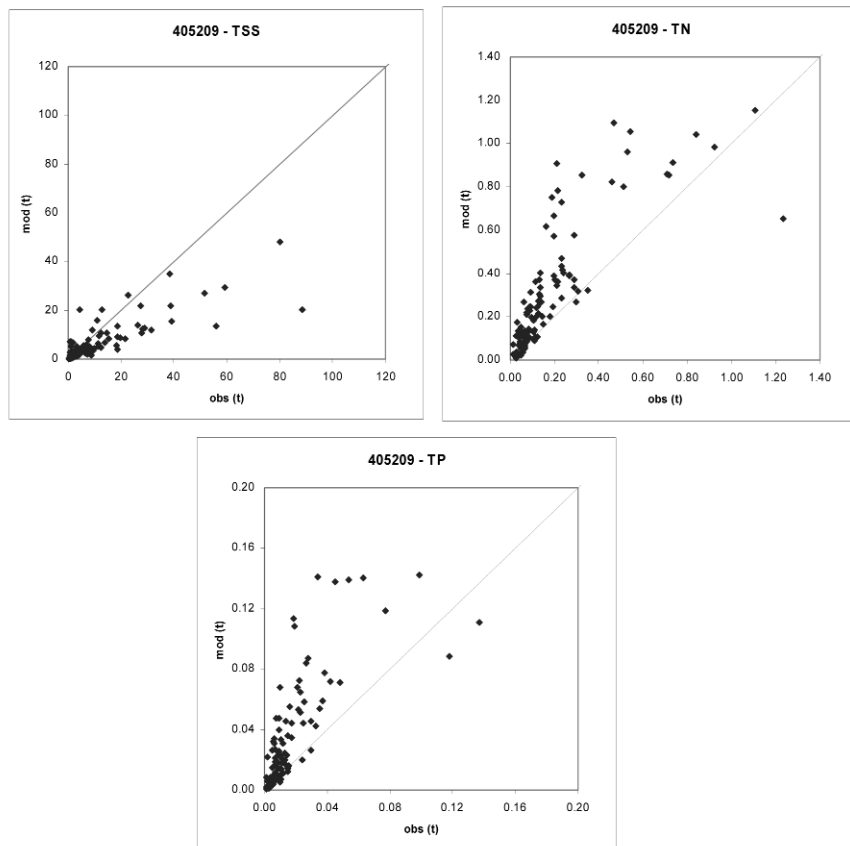 405209 - TSS
120
100
80
60
40
20
0
mod (t)
0 20 40 60 80 100 120
obs (t)
405209 - TN
1.40
1.20
1.00
0.80
0.60
0.40
0.20
0.00
mod (t)
0.00 0.20 0.40 0.60 0.80 1.00 1.20 1.40
obs (t)
405209 - TP
0.20
0.16
0.12
0.08
0.04
0.00
mod (t)
0.00 0.04 0.08 0.12 0.16 0.20
obs (t)